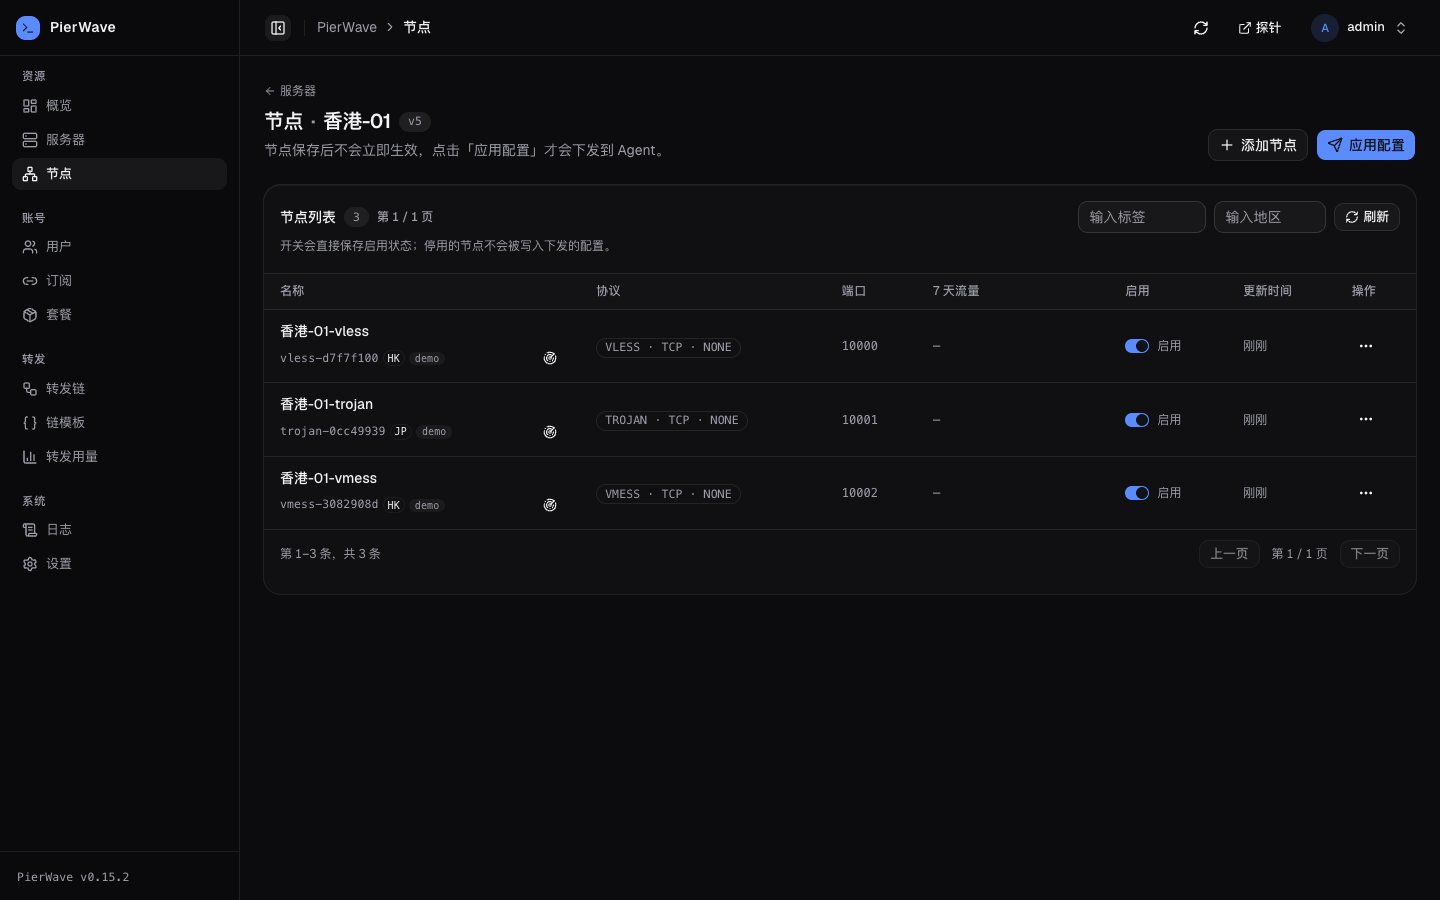 PierWave
PierWave > 节点
探针
A admin
资源
概览
服务器
节点
账号
用户
订阅
套餐
转发
转发链
链模板
转发用量
系统
日志
设置
PierWave v0.15.2
← 服务器
节点 · 香港-01 v5
节点保存后不会立即生效，点击「应用配置」才会下发到 Agent。
添加节点
应用配置
节点列表 3 第 1 / 1 页
输入标签
输入地区
刷新
开关会直接保存启用状态；停用的节点不会被写入下发的配置。
名称 协议 端口 7 天流量 启用 更新时间 操作
香港-01-vless
vless-d7f7f100 HK demo
VLESS · TCP · NONE 10000 — 启用 刚刚
香港-01-trojan
trojan-0cc49939 JP demo
TROJAN · TCP · NONE 10001 — 启用 刚刚
香港-01-vmess
vmess-3082908d HK demo
VMESS · TCP · NONE 10002 — 启用 刚刚
第 1–3 条，共 3 条
上一页 第 1 / 1 页 下一页